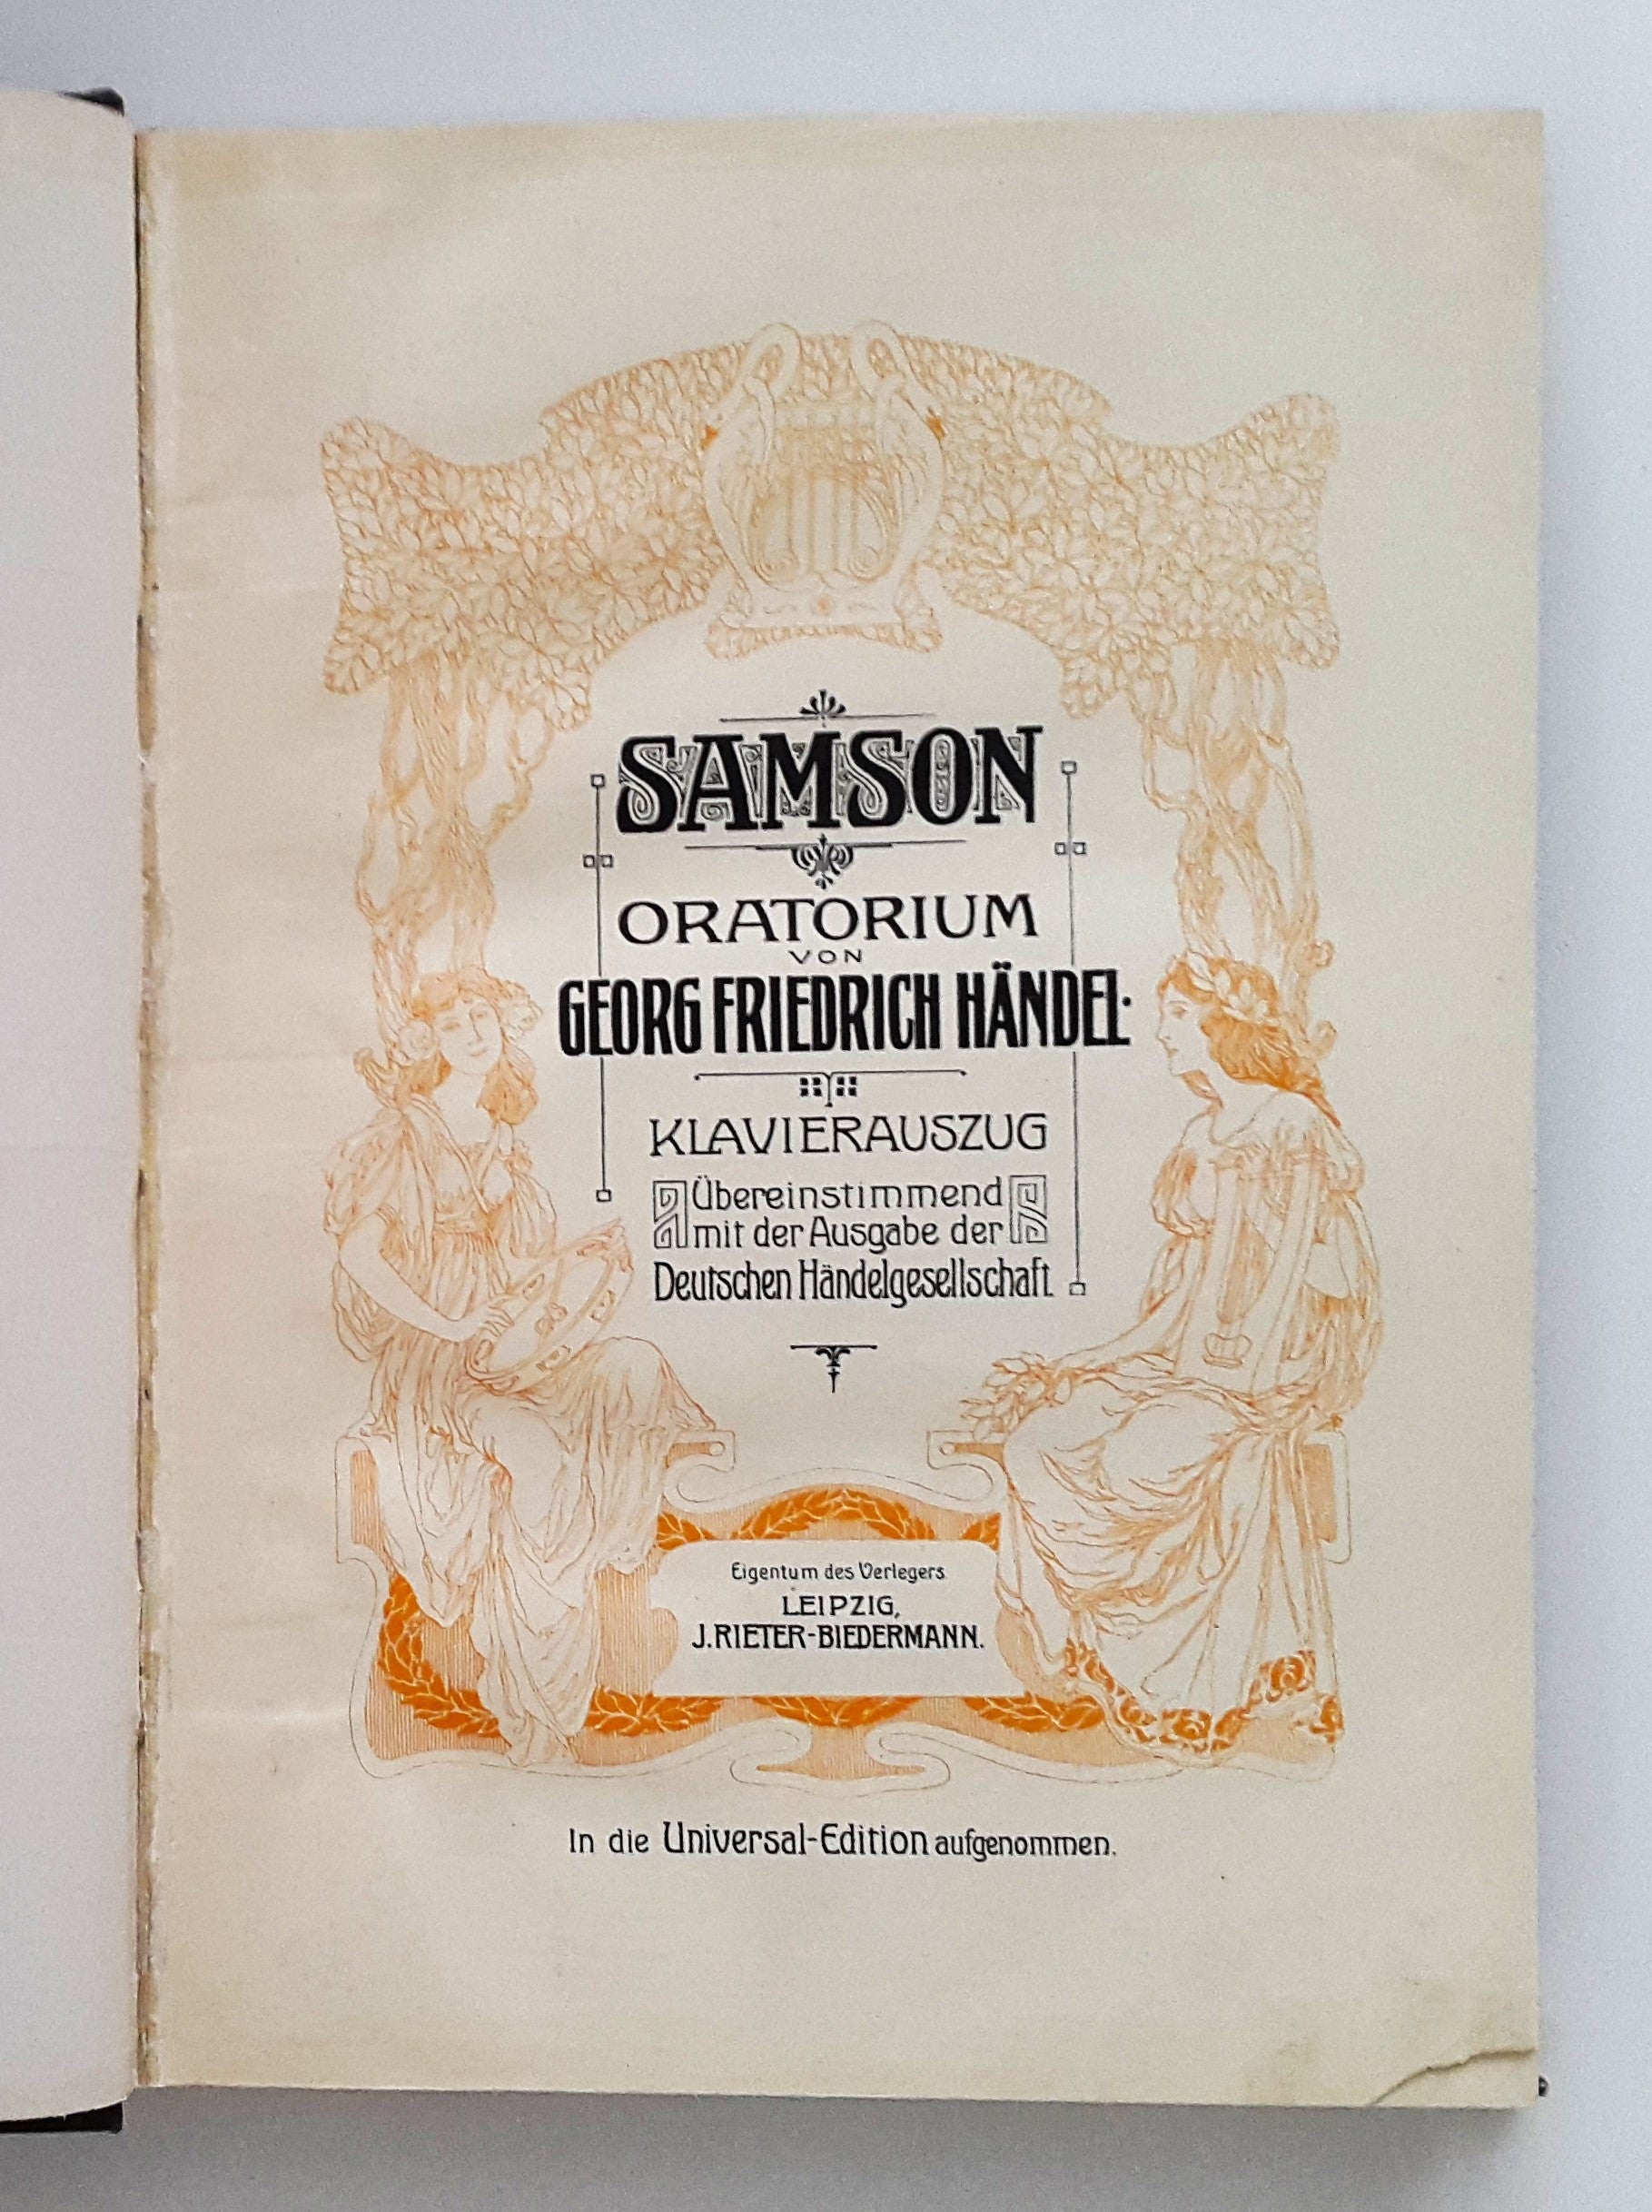 SAMSON
ORATORIUM
VON
GEORG FRIEDRICH HÄNDEL.
KLAVIERAUSZUG
Übereinstimmend
mit der Ausgabe der
Deutschen Händelgesellschaft
Eigentum des Verlegers
LEIPZIG,
J. RIETER-BIEDERMANN.
In die Universal-Edition aufgenommen.